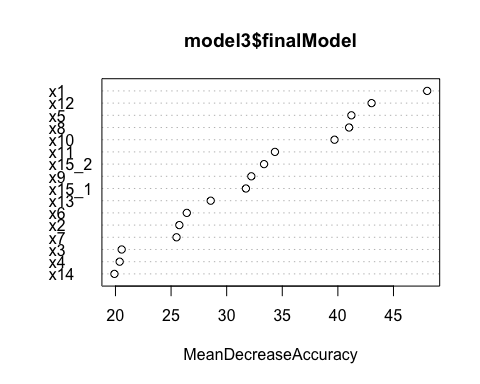 model3$finalModel
x1
x12
x5
x8
x10
x11
x15_2
x9
x15_1
x13
x6
x2
x7
x3
x4
x14
20 25 30 35 40 45
MeanDecreaseAccuracy